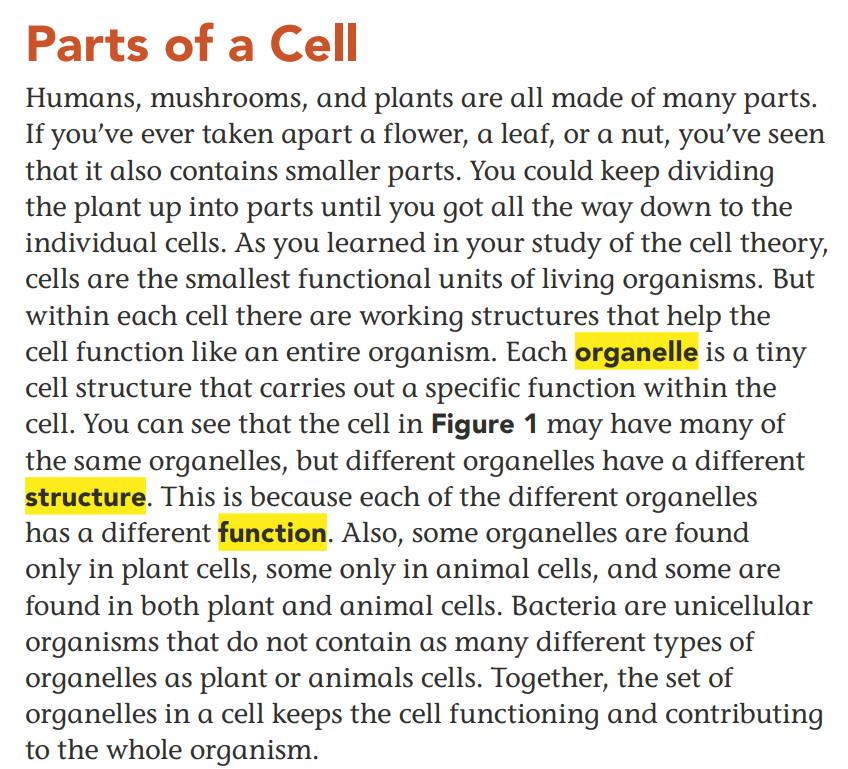 Parts of a Cell
Humans, mushrooms, and plants are all made of many parts.
If you’ve ever taken apart a flower, a leaf, or a nut, you’ve seen
that it also contains smaller parts. You could keep dividing
the plant up into parts until you got all the way down to the
individual cells. As you learned in your study of the cell theory,
cells are the smallest functional units of living organisms. But
within each cell there are working structures that help the
cell function like an entire organism. Each organelle is a tiny
cell structure that carries out a specific function within the
cell. You can see that the cell in Figure 1 may have many of
the same organelles, but different organelles have a different
structure. This is because each of the different organelles
has a different function. Also, some organelles are found
only in plant cells, some only in animal cells, and some are
found in both plant and animal cells. Bacteria are unicellular
organisms that do not contain as many different types of
organelles as plant or animals cells. Together, the set of
organelles in a cell keeps the cell functioning and contributing
to the whole organism.